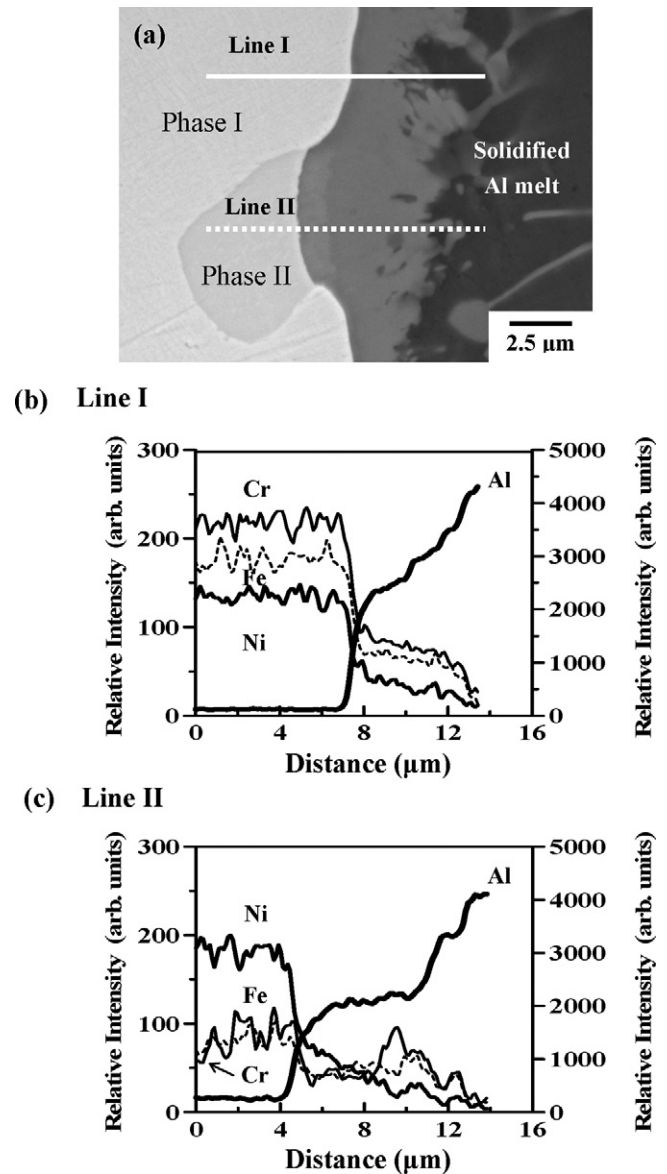 (a)
Line I
Phase I
Solidified
Al melt
Line II
Phase II
2.5 μm
(b) Line I
Relative Intensity (arb. units)
300
200
100
0
Cr
Fe
Ni
Al
5000
4000
3000
2000
1000
0
Relative Intensity (arb. units)
0 4 8 12 16
Distance (μm)
(c) Line II
Relative Intensity (arb. units)
300
200
100
0
Ni
Fe
Cr
Al
5000
4000
3000
2000
1000
0
Relative Intensity (arb. units)
0 4 8 12 16
Distance (μm)